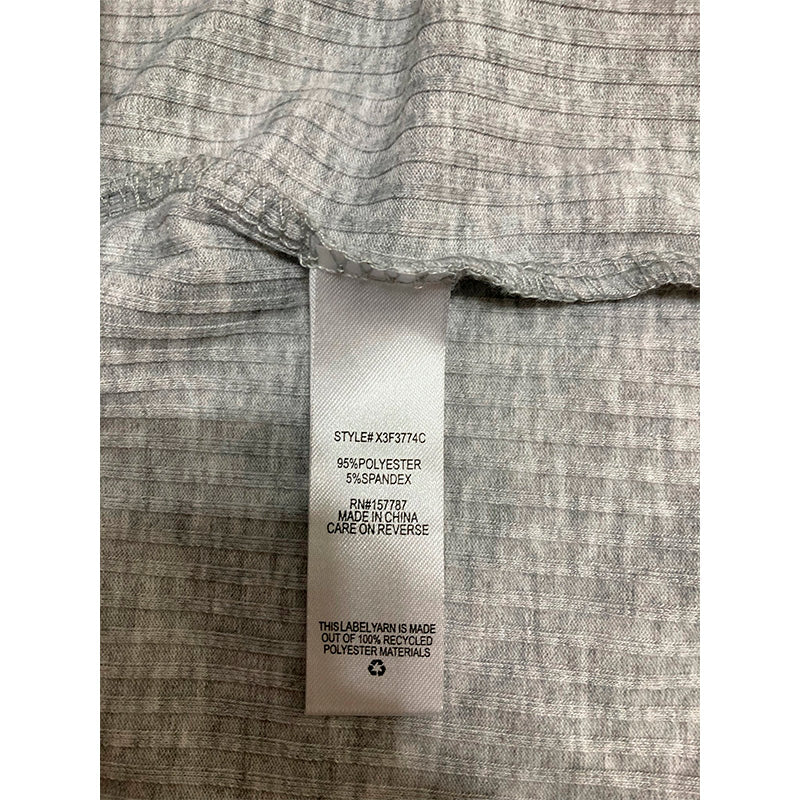 STYLE# X3F3774C
95%POLYESTER
5%SPANDEX
RN#157787
MADE IN CHINA
CARE ON REVERSE
THIS LABELYARN IS MADE
OUT OF 100% RECYCLED
POLYESTER MATERIALS